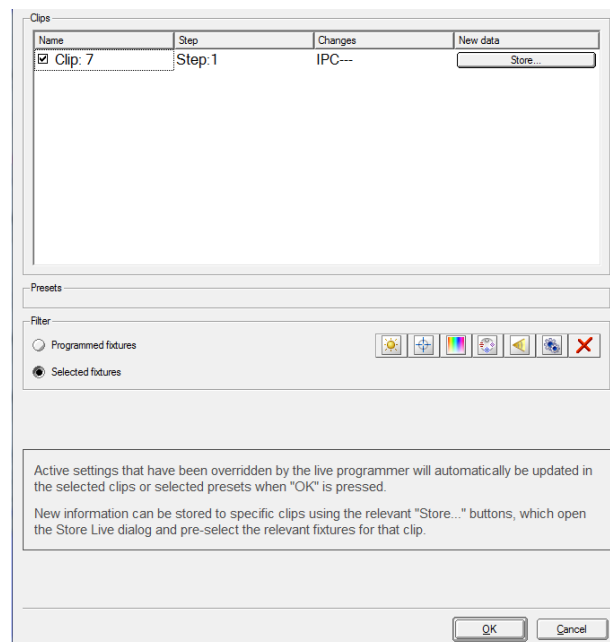 Clips
Name Step Changes New data
Clip: 7 Step:1 IPC--- Store...
Presets
Filter
Programmed fixtures
Selected fixtures
Active settings that have been overridden by the live programmer will automatically be updated in
the selected clips or selected presets when "OK" is pressed.
New information can be stored to specific clips using the relevant "Store..." buttons, which open
the Store Live dialog and pre-select the relevant fixtures for that clip.
OK Cancel